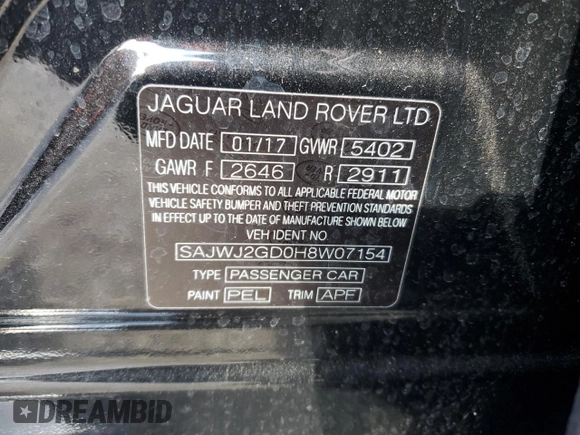 JAGUAR LAND ROVER LTD
MFD DATE 01/17 GWWR 5402
GAWR F 2646 R 2911
THIS VEHICLE CONFORMS TO ALL APPLICABLE FEDERAL MOTOR
VEHICLE SAFETY BUMPER AND THEFT PREVENTION STANDARDS
IN EFFECT UP TO THE DATE OF MANUFACTURE SHOWN ABOVE
VEH IDENT NO
SAJWJ2GD0H8W07154
TYPE PASSENGER CAR
PAINT PEL TRIM APF
DREAMBID